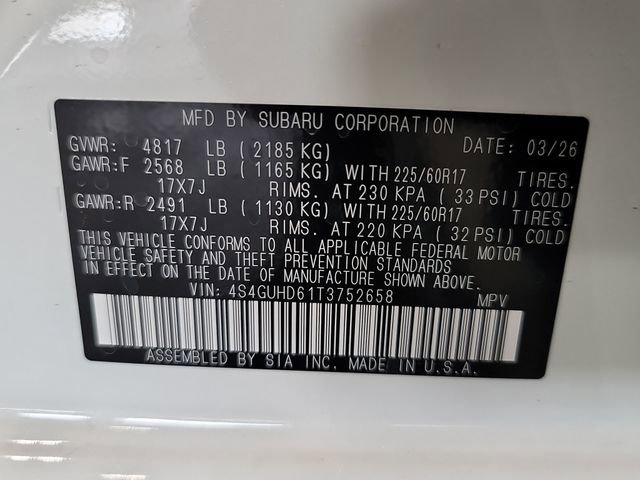 MFD BY SUBARU CORPORATION DATE: 03/26
GVWR: 4817 LB (2185 KG)
GAWR:F 2568 LB (1165 KG) WITH 225/60R17 TIRES.
17X7J RIMS. AT 230 KPA (33 PSI) COLD
GAWR:R 2491 LB (1130 KG) WITH 225/60R17 TIRES.
17X7J RIMS. AT 220 KPA (32 PSI) COLD
THIS VEHICLE CONFORMS TO ALL APPLICABLE FEDERAL MOTOR
VEHICLE SAFETY AND THEFT PREVENTION STANDARDS
IN EFFECT ON THE DATE OF MANUFACTURE SHOWN ABOVE.
VIN: 4S4GUHD61T3752658 MPV
ASSEMBLED BY SIA INC. MADE IN U.S.A.